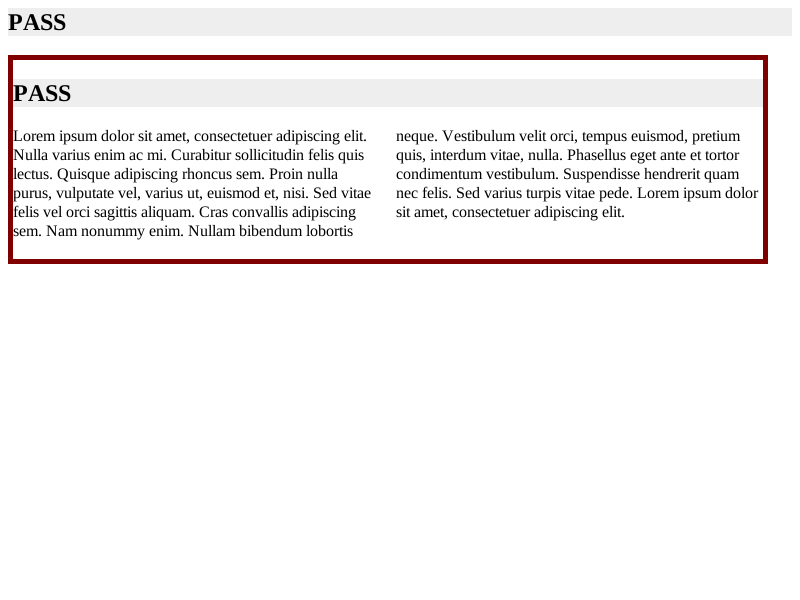 PASS
PASS
Lorem ipsum dolor sit amet, consectetuer adipiscing elit.
Nulla varius enim ac mi. Curabitur sollicitudin felis quis
lectus. Quisque adipiscing rhoncus sem. Proin nulla
purus, vulputate vel, varius ut, euismod et, nisi. Sed vitae
felis vel orci sagittis aliquam. Cras convallis adipiscing
sem. Nam nonummy enim. Nullam bibendum lobortis
neque. Vestibulum velit orci, tempus euismod, pretium
quis, interdum vitae, nulla. Phasellus eget ante et tortor
condimentum vestibulum. Suspendisse hendrerit quam
nec felis. Sed varius turpis vitae pede. Lorem ipsum dolor
sit amet, consectetuer adipiscing elit.